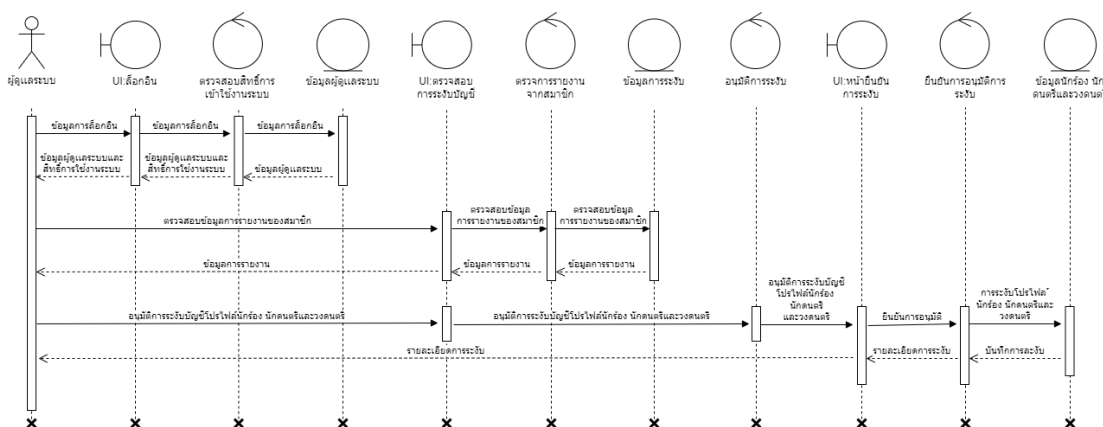 ผู้ดูแลระบบ
UI:ล็อกอิน
ตรวจสอบสิทธิ์การ
เข้าใช้งานระบบ
ข้อมูลผู้ดูแลระบบ
UI:ตรวจสอบ
การระงับบัญชี
ตรวจการรายงาน
จากสมาชิก
ข้อมูลการระงับ
อนุมัติการระงับ
UI:หน้ายืนยัน
การระงับ
ยืนยันการอนุมัติการ
ระงับ
ข้อมูลนักร้อง นัก
ดนตรีและวงดนตรี
ข้อมูลการล็อกอิน
ข้อมูลการล็อกอิน
ข้อมูลการล็อกอิน
ข้อมูลผู้ดูแลระบบและ
สิทธิ์การใช้งานระบบ
ข้อมูลผู้ดูแลระบบและ
สิทธิ์การใช้งานระบบ
ข้อมูลผู้ดูแลระบบ
ตรวจสอบข้อมูลการรายงานของสมาชิก
ตรวจสอบข้อมูล
การรายงานของสมาชิก
ตรวจสอบข้อมูล
การรายงานของสมาชิก
ข้อมูลการรายงาน
ข้อมูลการรายงาน
ข้อมูลการรายงาน
อนุมัติการระงับบัญชีโปรไฟล์นักร้อง นักดนตรีและวงดนตรี
อนุมัติการระงับบัญชีโปรไฟล์นักร้อง นักดนตรีและวงดนตรี
อนุมัติการระงับบัญชี
โปรไฟล์นักร้อง
นักดนตรี
และวงดนตรี
ยืนยันการอนุมัติ
การระงับโปรไฟล์
นักร้อง นักดนตรีและ
วงดนตรี
รายละเอียดการระงับ
รายละเอียดการระงับ
บันทึกการละงับ